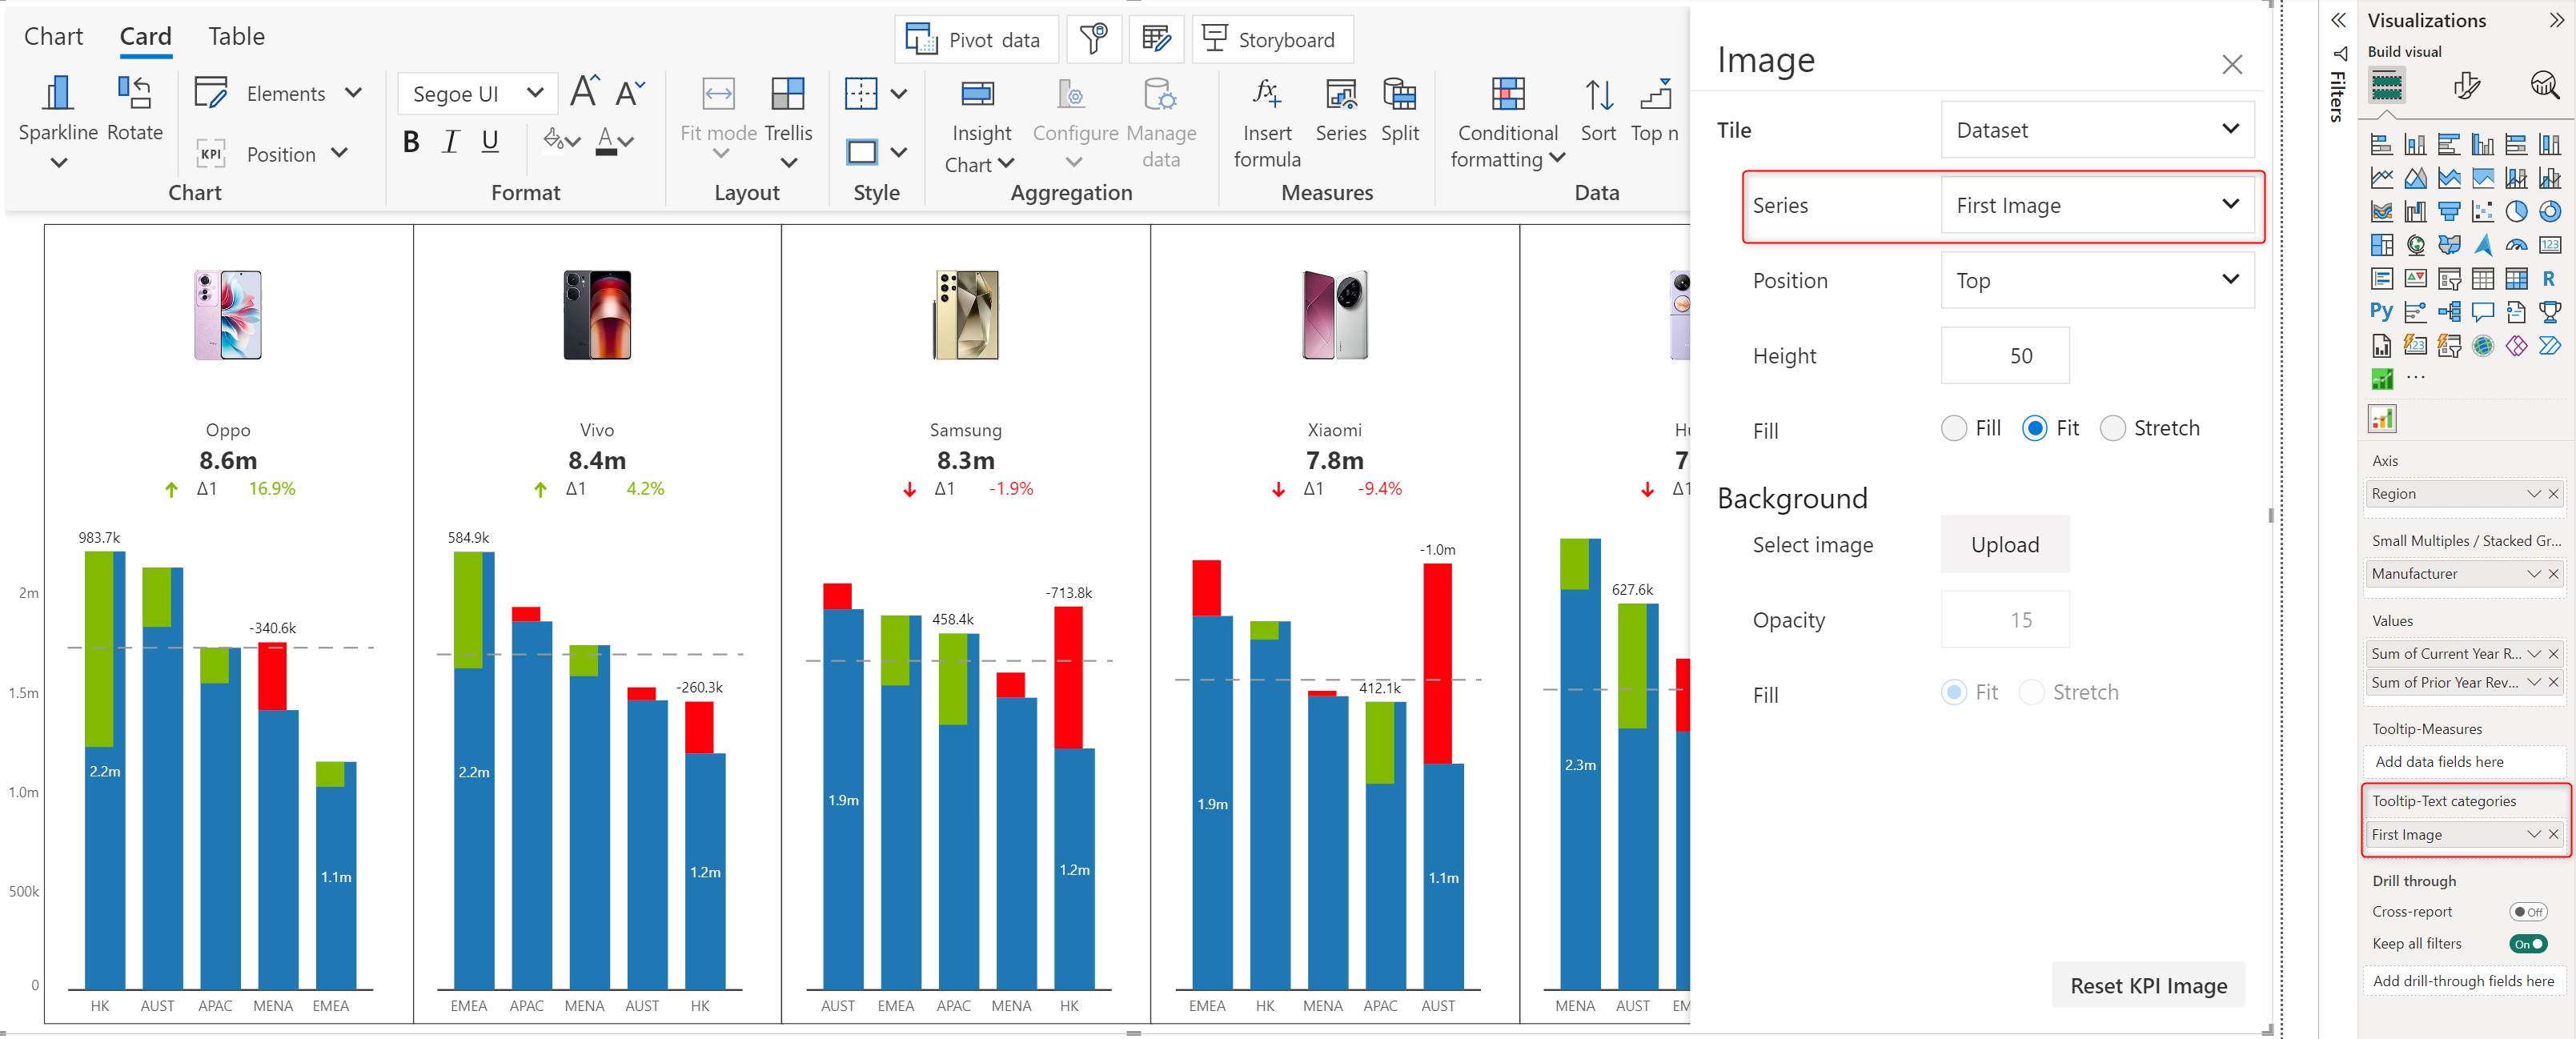 Chart Card Table
Pivot data
Storyboard
Sparkline
Rotate
Elements
KPI
Position
Chart
Segoe UI
A A
B I U A
Format
Fit mode
Trellis
Layout
Style
Insight Chart
Configure
Manage data
Aggregation
fx
Insert formula
Series
Split
Measures
Conditional formatting
Sort
Top n
Data
Oppo
8.6m
Δ1 16.9%
983.7k
-340.6k
2.2m
1.1m
2m
1.5m
1.0m
500k
0
HK AUST APAC MENA EMEA
Vivo
8.4m
Δ1 4.2%
584.9k
-260.3k
2.2m
1.2m
EMEA APAC MENA AUST HK
Samsung
8.3m
Δ1 -1.9%
458.4k
-713.8k
1.9m
1.2m
AUST EMEA APAC MENA HK
Xiaomi
7.8m
Δ1 -9.4%
-1.0m
412.1k
1.9m
1.1m
EMEA HK MENA APAC AUST
Hu
7.
Δ1
627.6k
2.3m
MENA AUST EM
Image
Tile Dataset
Series First Image
Position Top
Height 50
Fill Fill Fit Stretch
Background
Select image Upload
Opacity 15
Fill Fit Stretch
Reset KPI Image
Filters
Visualizations
Build visual
123
R
Py
123
Axis
Region
Small Multiples / Stacked Gr...
Manufacturer
Values
Sum of Current Year R...
Sum of Prior Year Rev...
Tooltip-Measures
Add data fields here
Tooltip-Text categories
First Image
Drill through
Cross-report Off
Keep all filters On
Add drill-through fields here